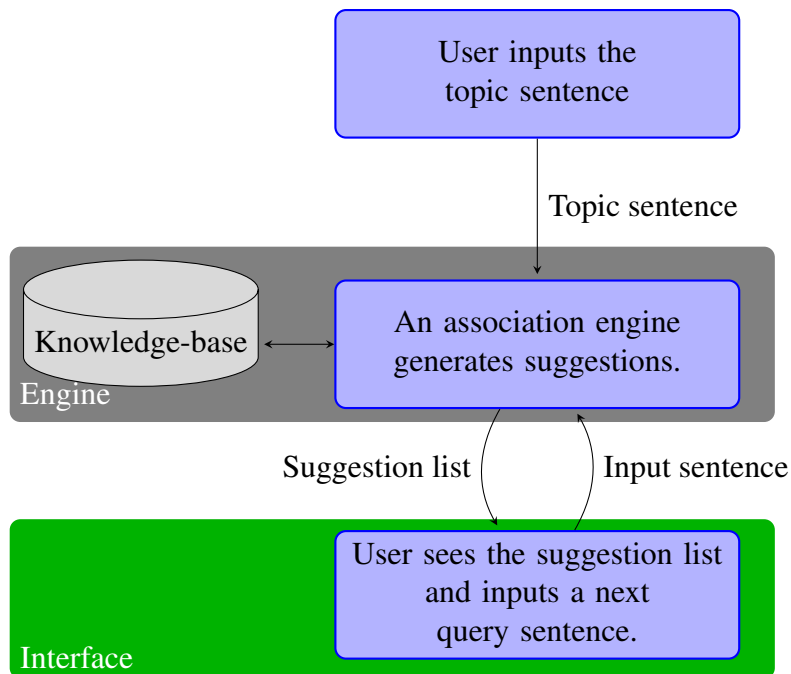 User inputs the
topic sentence
Topic sentence
Knowledge-base
An association engine
generates suggestions.
Engine
Suggestion list
Input sentence
User sees the suggestion list
and inputs a next
query sentence.
Interface